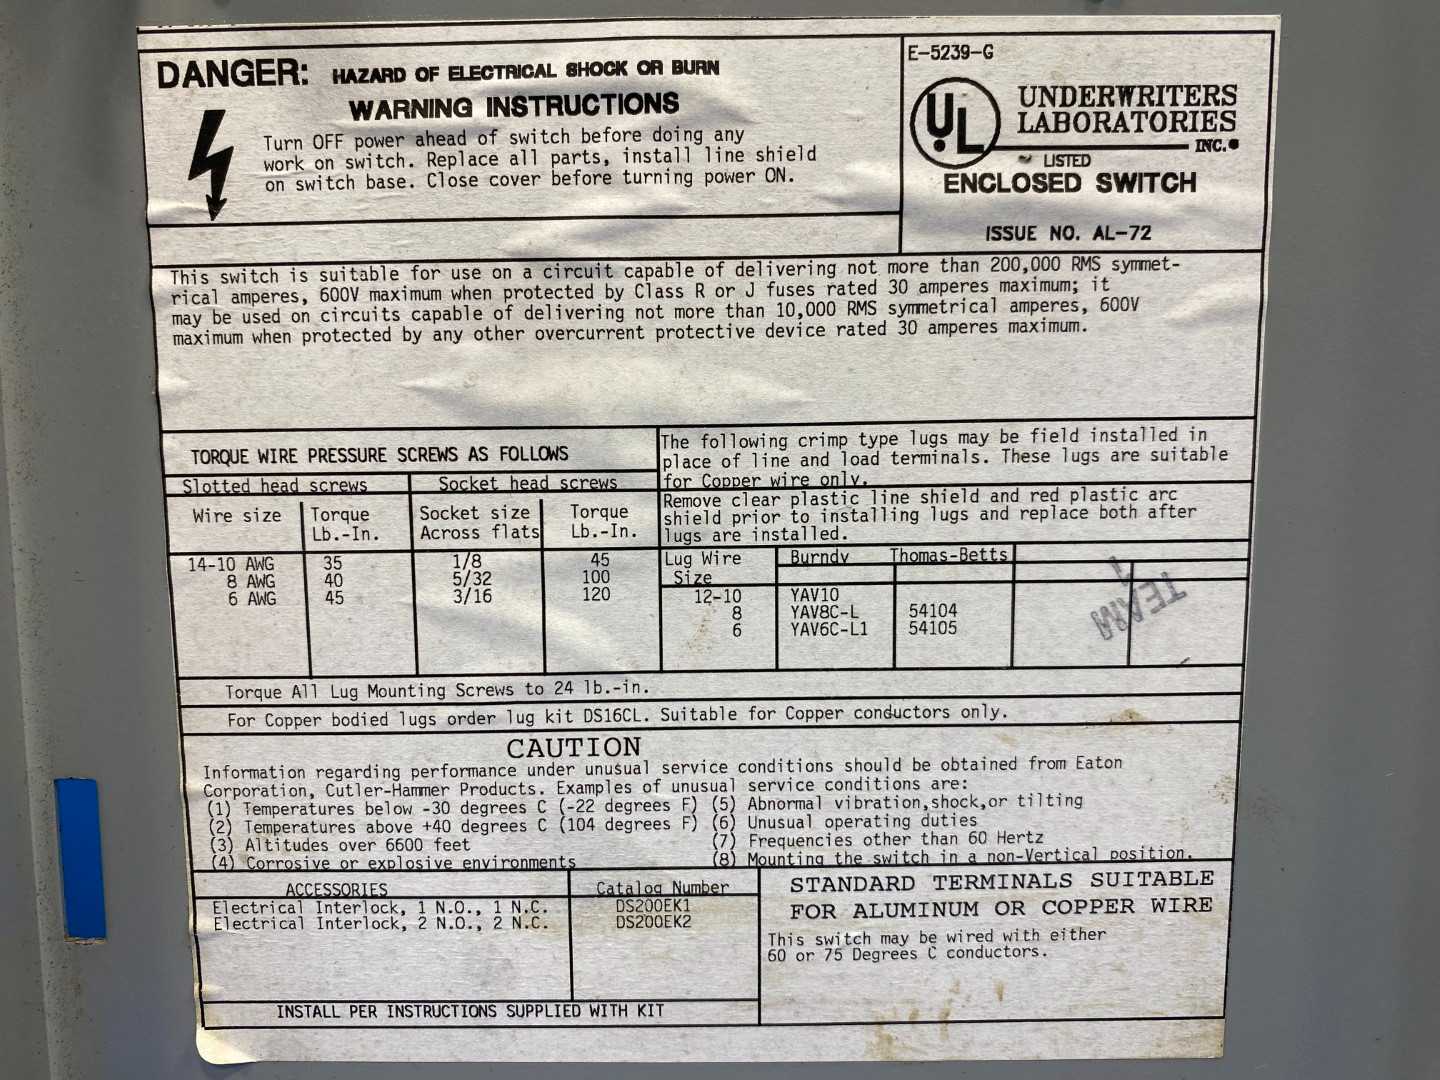 DANGER: HAZARD OF ELECTRICAL SHOCK OR BURN
WARNING INSTRUCTIONS
Turn OFF power ahead of switch before doing any
work on switch. Replace all parts, install line shield
on switch base. Close cover before turning power ON.
E-5239-G
UL
UNDERWRITERS
LABORATORIES
INC.
LISTED
ENCLOSED SWITCH
ISSUE NO. AL-72
This switch is suitable for use on a circuit capable of delivering not more than 200,000 RMS symmet-
rical amperes, 600V maximum when protected by Class R or J fuses rated 30 amperes maximum; it
may be used on circuits capable of delivering not more than 10,000 RMS symmetrical amperes, 600V
maximum when protected by any other overcurrent protective device rated 30 amperes maximum.
TORQUE WIRE PRESSURE SCREWS AS FOLLOWS
Slotted head screws Socket head screws
Wire size Torque Lb.-In. Socket size Across flats Torque Lb.-In.
14-10 AWG 35 1/8 45
8 AWG 40 5/32 100
6 AWG 45 3/16 120
The following crimp type lugs may be field installed in
place of line and load terminals. These lugs are suitable
for Copper wire only.
Remove clear plastic line shield and red plastic arc
shield prior to installing lugs and replace both after
lugs are installed.
Lug Wire Size Burndy Thomas-Betts
12-10 YAV10
8 YAV8C-L 54104
6 YAV6C-L1 54105
TEAM
Torque All Lug Mounting Screws to 24 lb.-in.
For Copper bodied lugs order lug kit DS16CL. Suitable for Copper conductors only.
CAUTION
Information regarding performance under unusual service conditions should be obtained from Eaton
Corporation, Cutler-Hammer Products. Examples of unusual service conditions are:
(1) Temperatures below -30 degrees C (-22 degrees F)
(2) Temperatures above +40 degrees C (104 degrees F)
(3) Altitudes over 6600 feet
(4) Corrosive or explosive environments
(5) Abnormal vibration,shock,or tilting
(6) Unusual operating duties
(7) Frequencies other than 60 Hertz
(8) Mounting the switch in a non-Vertical position.
ACCESSORIES Catalog Number
Electrical Interlock, 1 N.O., 1 N.C. DS200EK1
Electrical Interlock, 2 N.O., 2 N.C. DS200EK2
INSTALL PER INSTRUCTIONS SUPPLIED WITH KIT
STANDARD TERMINALS SUITABLE
FOR ALUMINUM OR COPPER WIRE
This switch may be wired with either
60 or 75 Degrees C conductors.